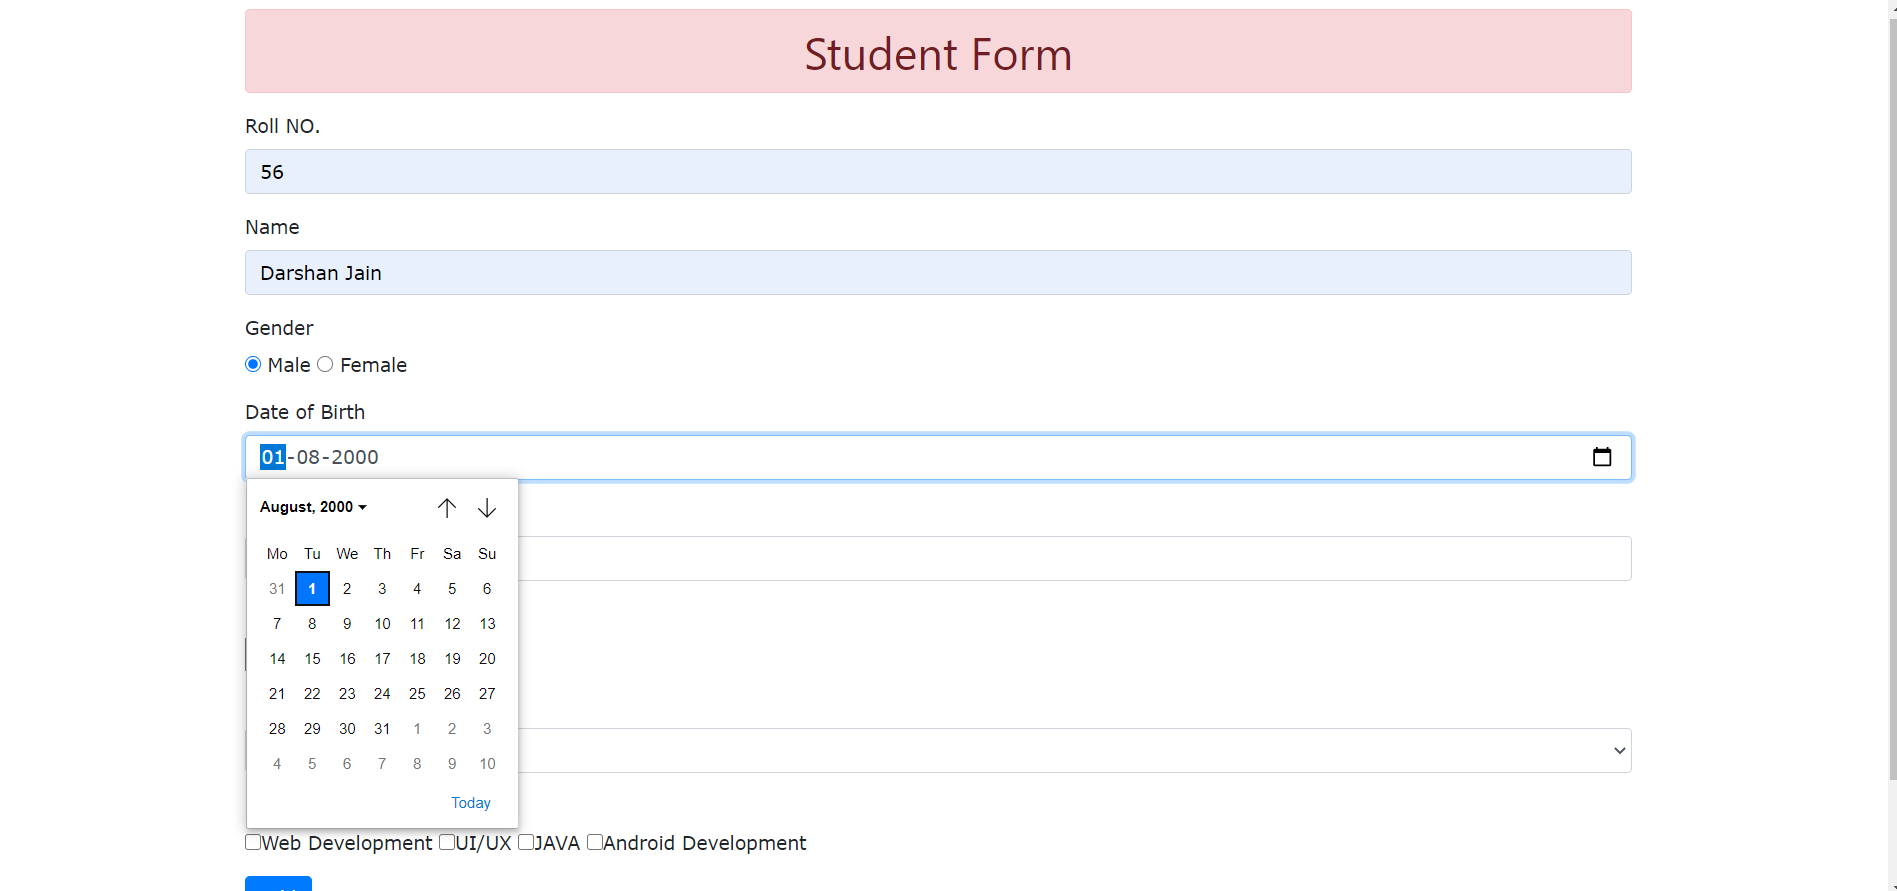 Student Form
Roll NO.
56
Name
Darshan Jain
Gender
Male Female
Date of Birth
01-08-2000
August, 2000
Mo Tu We Th Fr Sa Su
31 1 2 3 4 5 6
7 8 9 10 11 12 13
14 15 16 17 18 19 20
21 22 23 24 25 26 27
28 29 30 31 1 2 3
4 5 6 7 8 9 10
Today
Web Development UI/UX JAVA Android Development